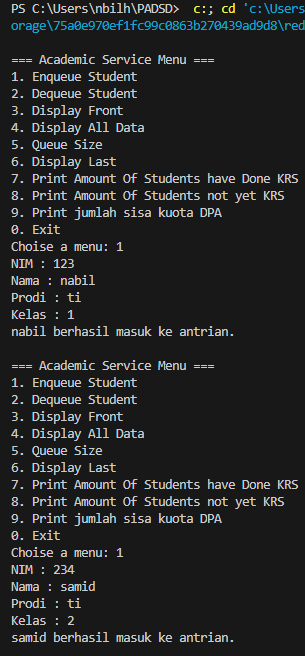 PS C:\Users\nbilh\PADSD>  c:; cd 'c:\Users
orage\75a0e970ef1fc99c0863b270439ad9d8\red

=== Academic Service Menu ===
1. Enqueue Student
2. Dequeue Student
3. Display Front
4. Display All Data
5. Queue Size
6. Display Last
7. Print Amount Of Students have Done KRS
8. Print Amount Of Students not yet KRS
9. Print jumlah sisa kuota DPA
0. Exit
Choise a menu: 1
NIM : 123
Nama : nabil
Prodi : ti
Kelas : 1
nabil berhasil masuk ke antrian.

=== Academic Service Menu ===
1. Enqueue Student
2. Dequeue Student
3. Display Front
4. Display All Data
5. Queue Size
6. Display Last
7. Print Amount Of Students have Done KRS
8. Print Amount Of Students not yet KRS
9. Print jumlah sisa kuota DPA
0. Exit
Choise a menu: 1
NIM : 234
Nama : samid
Prodi : ti
Kelas : 2
samid berhasil masuk ke antrian.